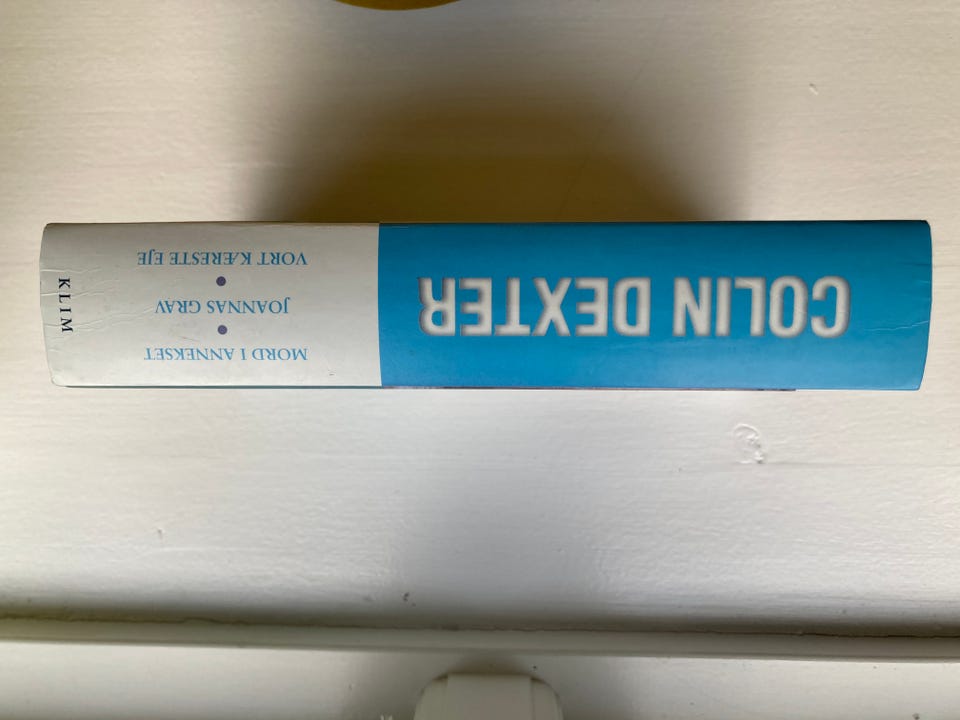 COLIN DEXTER
MORD I ANNEKSET
•
JOANNAS GRAV
•
VORT KÆRESTE EJE
KLIM